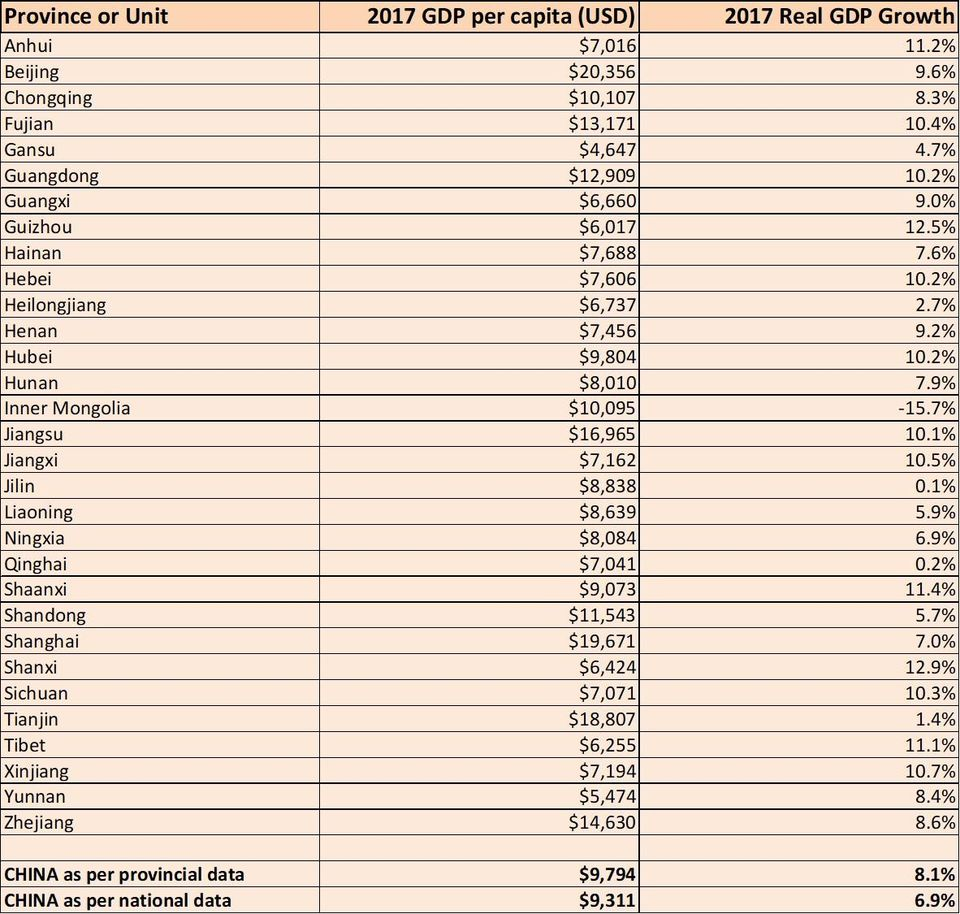 Province or Unit 2017 GDP per capita (USD) 2017 Real GDP Growth
Anhui $7,016 11.2%
Beijing $20,356 9.6%
Chongqing $10,107 8.3%
Fujian $13,171 10.4%
Gansu $4,647 4.7%
Guangdong $12,909 10.2%
Guangxi $6,660 9.0%
Guizhou $6,017 12.5%
Hainan $7,688 7.6%
Hebei $7,606 10.2%
Heilongjiang $6,737 2.7%
Henan $7,456 9.2%
Hubei $9,804 10.2%
Hunan $8,010 7.9%
Inner Mongolia $10,095 -15.7%
Jiangsu $16,965 10.1%
Jiangxi $7,162 10.5%
Jilin $8,838 0.1%
Liaoning $8,639 5.9%
Ningxia $8,084 6.9%
Qinghai $7,041 0.2%
Shaanxi $9,073 11.4%
Shandong $11,543 5.7%
Shanghai $19,671 7.0%
Shanxi $6,424 12.9%
Sichuan $7,071 10.3%
Tianjin $18,807 1.4%
Tibet $6,255 11.1%
Xinjiang $7,194 10.7%
Yunnan $5,474 8.4%
Zhejiang $14,630 8.6%
CHINA as per provincial data $9,794 8.1%
CHINA as per national data $9,311 6.9%